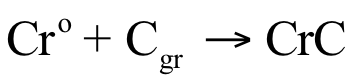 Cr° + C_gr → CrC